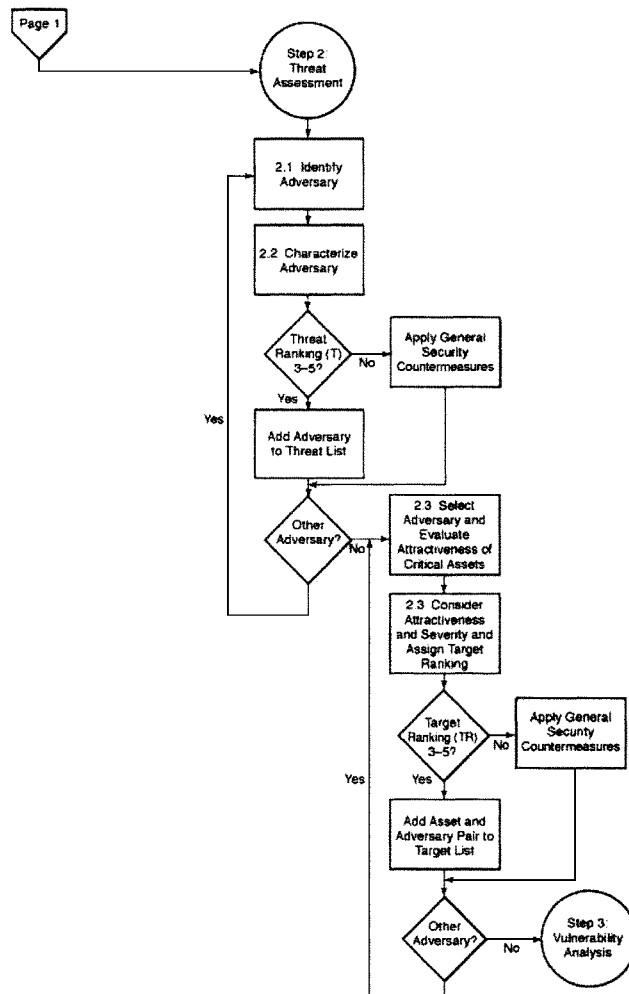 Page 1
Step 2:
Threat
Assessment
2.1 Identify
Adversary
2.2 Characterize
Adversary
Threat
Ranking (T)
3–5?
No
Apply General
Security
Countermeasures
Yes
Yes
Add Adversary
to Threat List
Other
Adversary?
No
2.3 Select
Adversary and
Evaluate
Attractiveness of
Critical Assets
2.3 Consider
Attractiveness
and Severity and
Assign Target
Ranking
Target
Ranking (TR)
3–5?
No
Apply General
Security
Countermeasures
Yes
Yes
Add Asset and
Adversary Pair to
Target List
Other
Adversary?
No
Step 3:
Vulnerability
Analysis